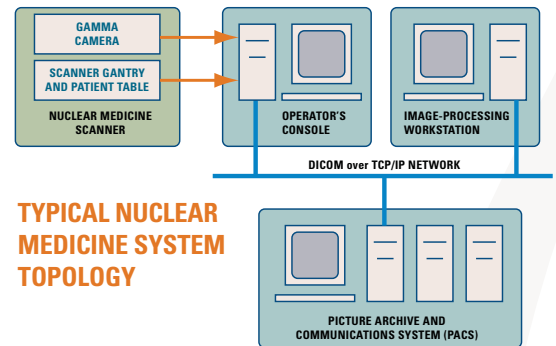 GAMMA
CAMERA
SCANNER GANTRY
AND PATIENT TABLE
NUCLEAR MEDICINE
SCANNER
OPERATOR'S
CONSOLE
IMAGE-PROCESSING
WORKSTATION
DICOM over TCP/IP NETWORK
TYPICAL NUCLEAR
MEDICINE SYSTEM
TOPOLOGY
PICTURE ARCHIVE AND
COMMUNICATIONS SYSTEM (PACS)